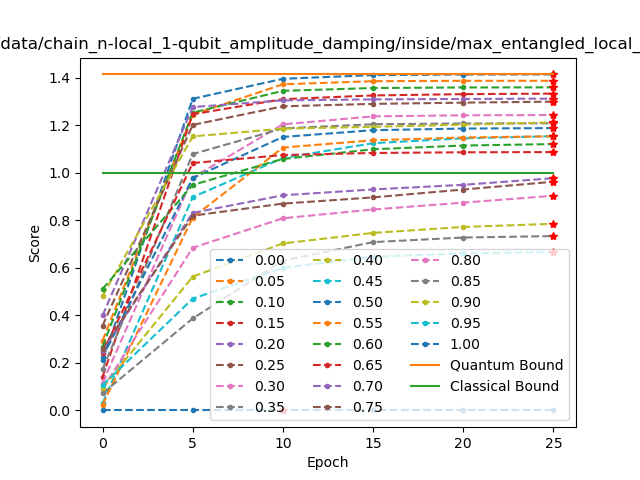 /data/chain_n-local_1-qubit_amplitude_damping/inside/max_entangled_local_
Score
1.4
1.2
1.0
0.8
0.6
0.4
0.2
0.0
0.00 0.40 0.80
0.05 0.45 0.85
0.10 0.50 0.90
0.15 0.55 0.95
0.20 0.60 1.00
0.25 0.65 Quantum Bound
0.30 0.70 Classical Bound
0.35 0.75
0 5 10 15 20 25
Epoch